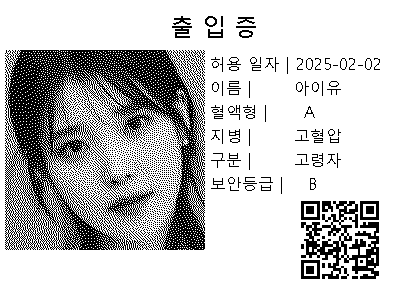 출 입 증
허용 일자 | 2025-02-02
이름 | 아이유
혈액형 | A
지병 | 고혈압
구분 | 고령자
보안등급 | B